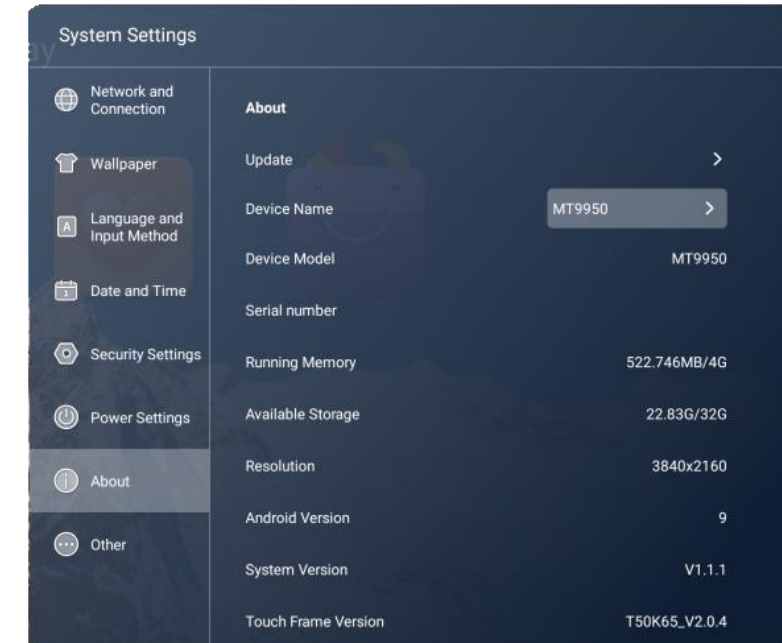 System Settings
ay
Network and
Connection
Wallpaper
A
Language and
Input Method
1
Date and Time
Security Settings
Power Settings
About
Other
About
Update
Device Name MT9950
Device Model MT9950
Serial number
Running Memory 522.746MB/4G
Available Storage 22.83G/32G
Resolution 3840x2160
Android Version 9
System Version V1.1.1
Touch Frame Version T50K65_V2.0.4